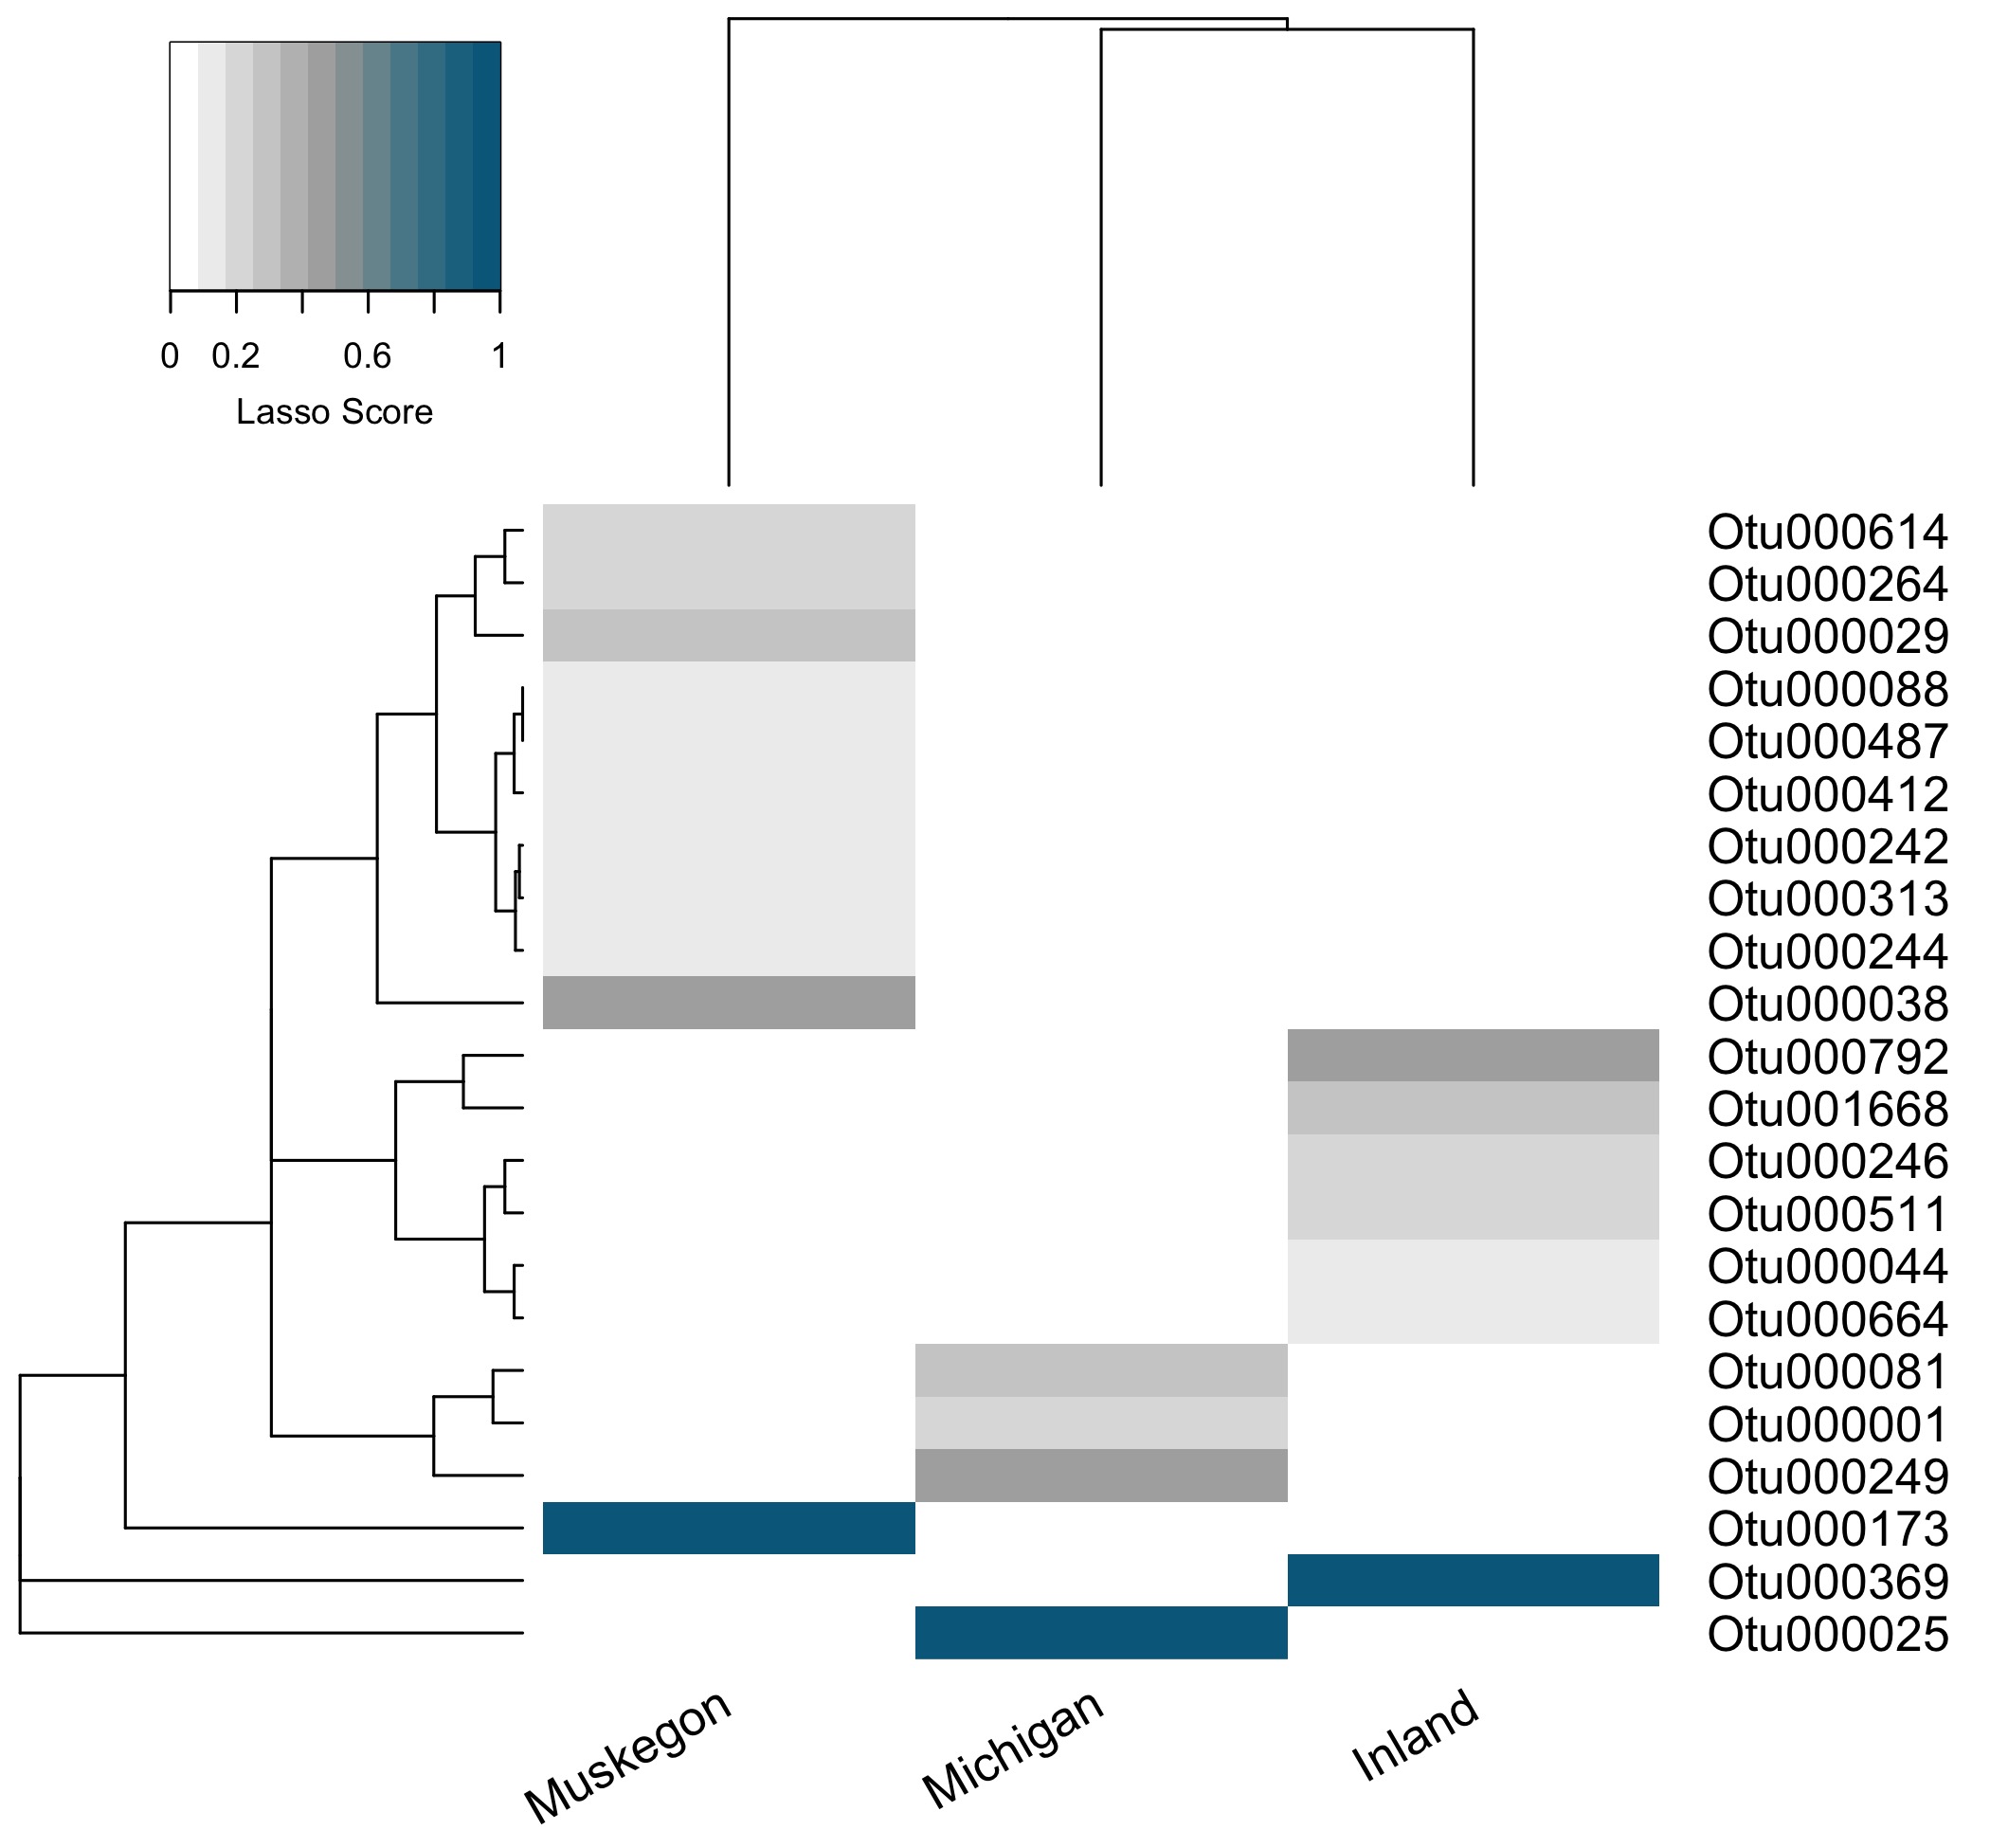 0 0.2 0.6 1
Lasso Score
Otu000614
Otu000264
Otu000029
Otu000088
Otu000487
Otu000412
Otu000242
Otu000313
Otu000244
Otu000038
Otu000792
Otu001668
Otu000246
Otu000511
Otu000044
Otu000664
Otu000081
Otu000001
Otu000249
Otu000173
Otu000369
Otu000025
Muskegon Michigan Inland